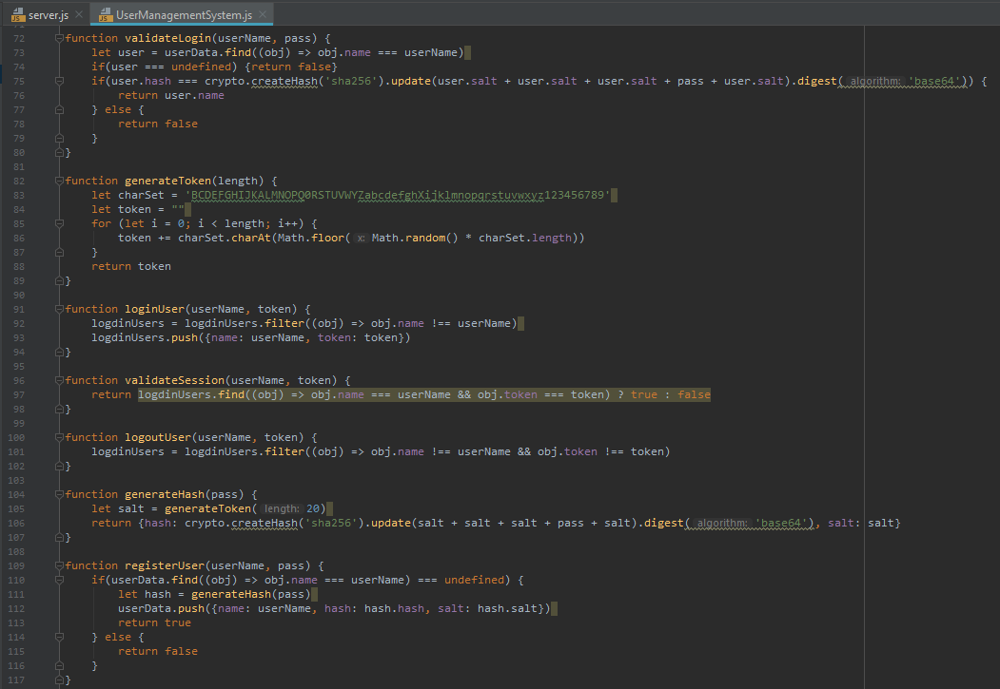 server.js UserManagementSystem.js
72 function validateLogin(userName, pass) {
73 let user = userData.find((obj) => obj.name === userName)
74 if(user === undefined) {return false}
75 if(user.hash === crypto.createHash('sha256').update(user.salt + user.salt + user.salt + pass + user.salt).digest( algorithm: 'base64')) {
76 return user.name
77 } else {
78 return false
79 }
80 }
81
82 function generateToken(length) {
83 let charSet = 'BCDEFGHIJKALMNOPQ0RSTUVWYZabcdefghXijklmnopqrstuvwxyz123456789'
84 let token = ""
85 for (let i = 0; i < length; i++) {
86 token += charSet.charAt(Math.floor( x: Math.random() * charSet.length))
87 }
88 return token
89 }
90
91 function loginUser(userName, token) {
92 logdinUsers = logdinUsers.filter((obj) => obj.name !== userName)
93 logdinUsers.push({name: userName, token: token})
94 }
95
96 function validateSession(userName, token) {
97 return logdinUsers.find((obj) => obj.name === userName && obj.token === token) ? true : false
98 }
99
100 function logoutUser(userName, token) {
101 logdinUsers = logdinUsers.filter((obj) => obj.name !== userName && obj.token !== token)
102 }
103
104 function generateHash(pass) {
105 let salt = generateToken( length: 20)
106 return {hash: crypto.createHash('sha256').update(salt + salt + salt + pass + salt).digest( algorithm: 'base64'), salt: salt}
107 }
108
109 function registerUser(userName, pass) {
110 if(userData.find((obj) => obj.name === userName) === undefined) {
111 let hash = generateHash(pass)
112 userData.push({name: userName, hash: hash.hash, salt: hash.salt})
113 return true
114 } else {
115 return false
116 }
117 }